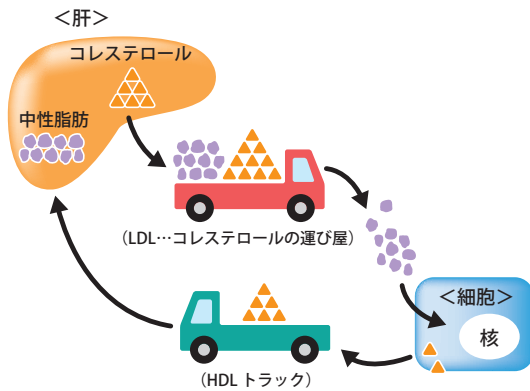 ＜肝＞
コレステロール
中性脂肪
（LDL…コレステロールの運び屋）
＜細胞＞
核
（HDL トラック）